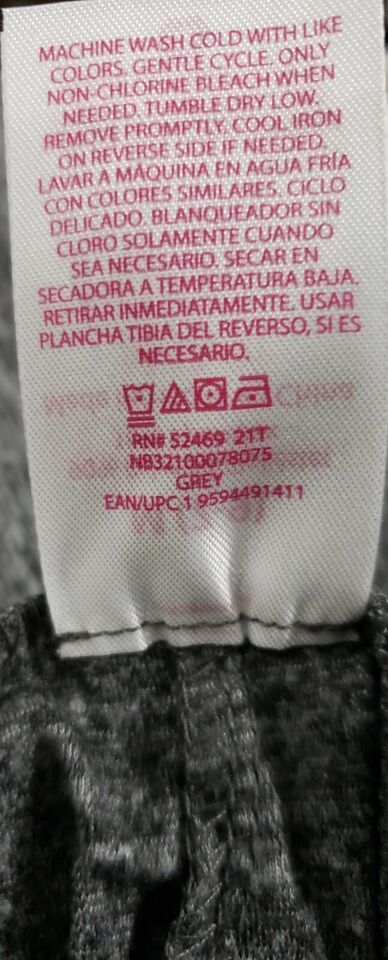 MACHINE WASH COLD WITH LIKE
COLORS. GENTLE CYCLE. ONLY
NON-CHLORINE BLEACH WHEN
NEEDED. TUMBLE DRY LOW.
REMOVE PROMPTLY. COOL IRON
ON REVERSE SIDE IF NEEDED.
LAVAR A MÁQUINA EN AGUA FRÍA
CON COLORES SIMILARES. CICLO
DELICADO. BLANQUEADOR SIN
CLORO SOLAMENTE CUANDO
SEA NECESARIO. SECAR EN
SECADORA A TEMPERATURA BAJA.
RETIRAR INMEDIATAMENTE. USAR
PLANCHA TIBIA DEL REVERSO, SI ES
NECESARIO.
RN# 52469 21T
NB32100078075
GREY
EAN/UPC 1 9594491411